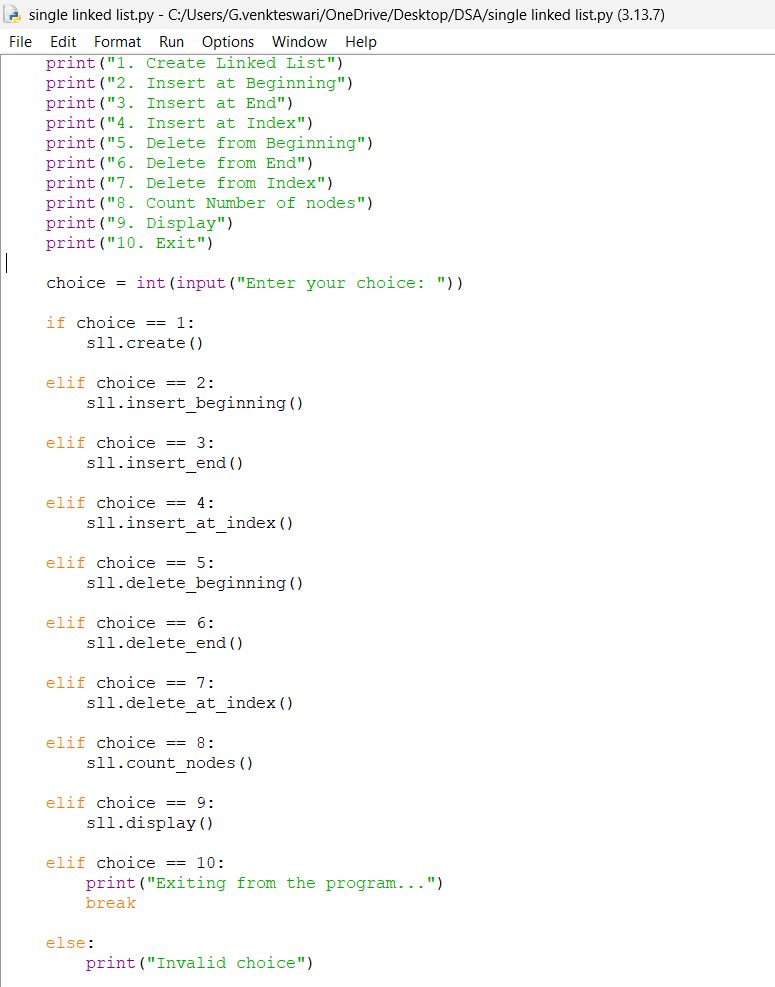 single linked list.py - C:/Users/G.venkteswari/OneDrive/Desktop/DSA/single linked list.py (3.13.7)
File Edit Format Run Options Window Help
    print("1. Create Linked List")
    print("2. Insert at Beginning")
    print("3. Insert at End")
    print("4. Insert at Index")
    print("5. Delete from Beginning")
    print("6. Delete from End")
    print("7. Delete from Index")
    print("8. Count Number of nodes")
    print("9. Display")
    print("10. Exit")
    choice = int(input("Enter your choice: "))
    if choice == 1:
        sll.create()
    elif choice == 2:
        sll.insert_beginning()
    elif choice == 3:
        sll.insert_end()
    elif choice == 4:
        sll.insert_at_index()
    elif choice == 5:
        sll.delete_beginning()
    elif choice == 6:
        sll.delete_end()
    elif choice == 7:
        sll.delete_at_index()
    elif choice == 8:
        sll.count_nodes()
    elif choice == 9:
        sll.display()
    elif choice == 10:
        print("Exiting from the program...")
        break
    else:
        print("Invalid choice")